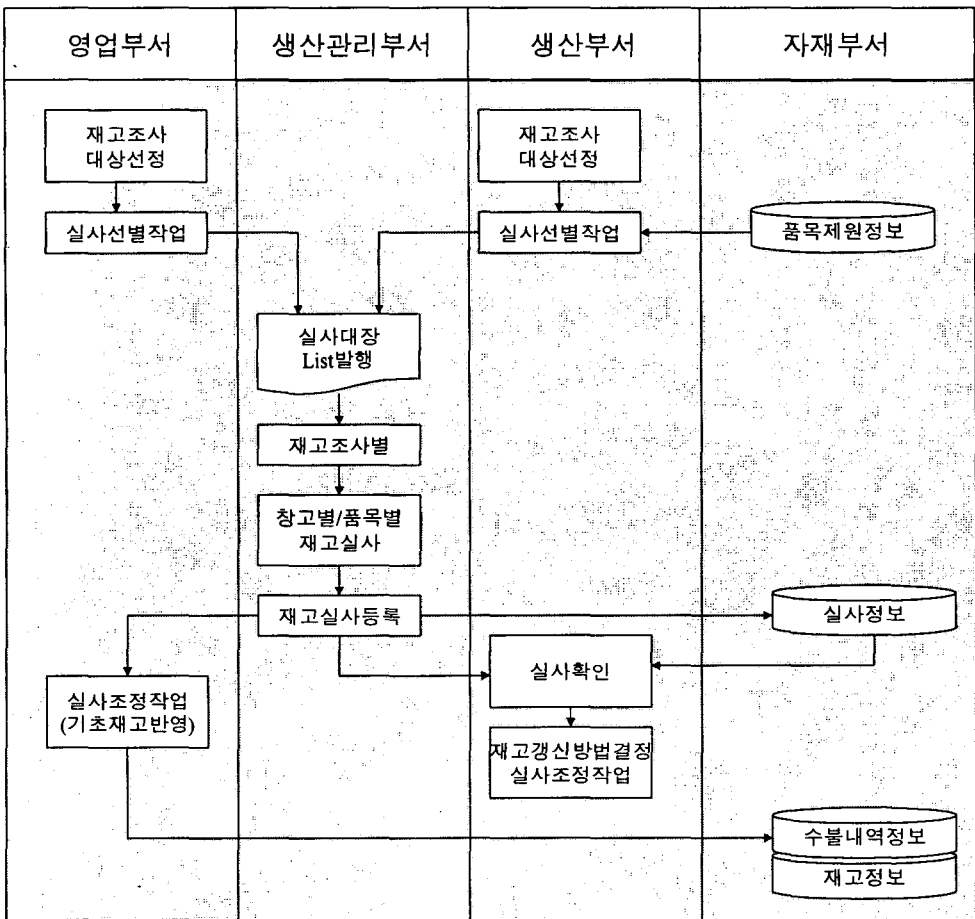 영업부서
생산관리부서
생산부서
자재부서
재고조사
대상선정
재고조사
대상선정
실사선별작업
실사선별작업
품목제원정보
실사대장
List발행
재고조사별
창고별/품목별
재고실사
재고실사등록
실사정보
실사확인
실사조정작업
(기초재고반영)
재고갱신방법결정
실사조정작업
수불내역정보
재고정보